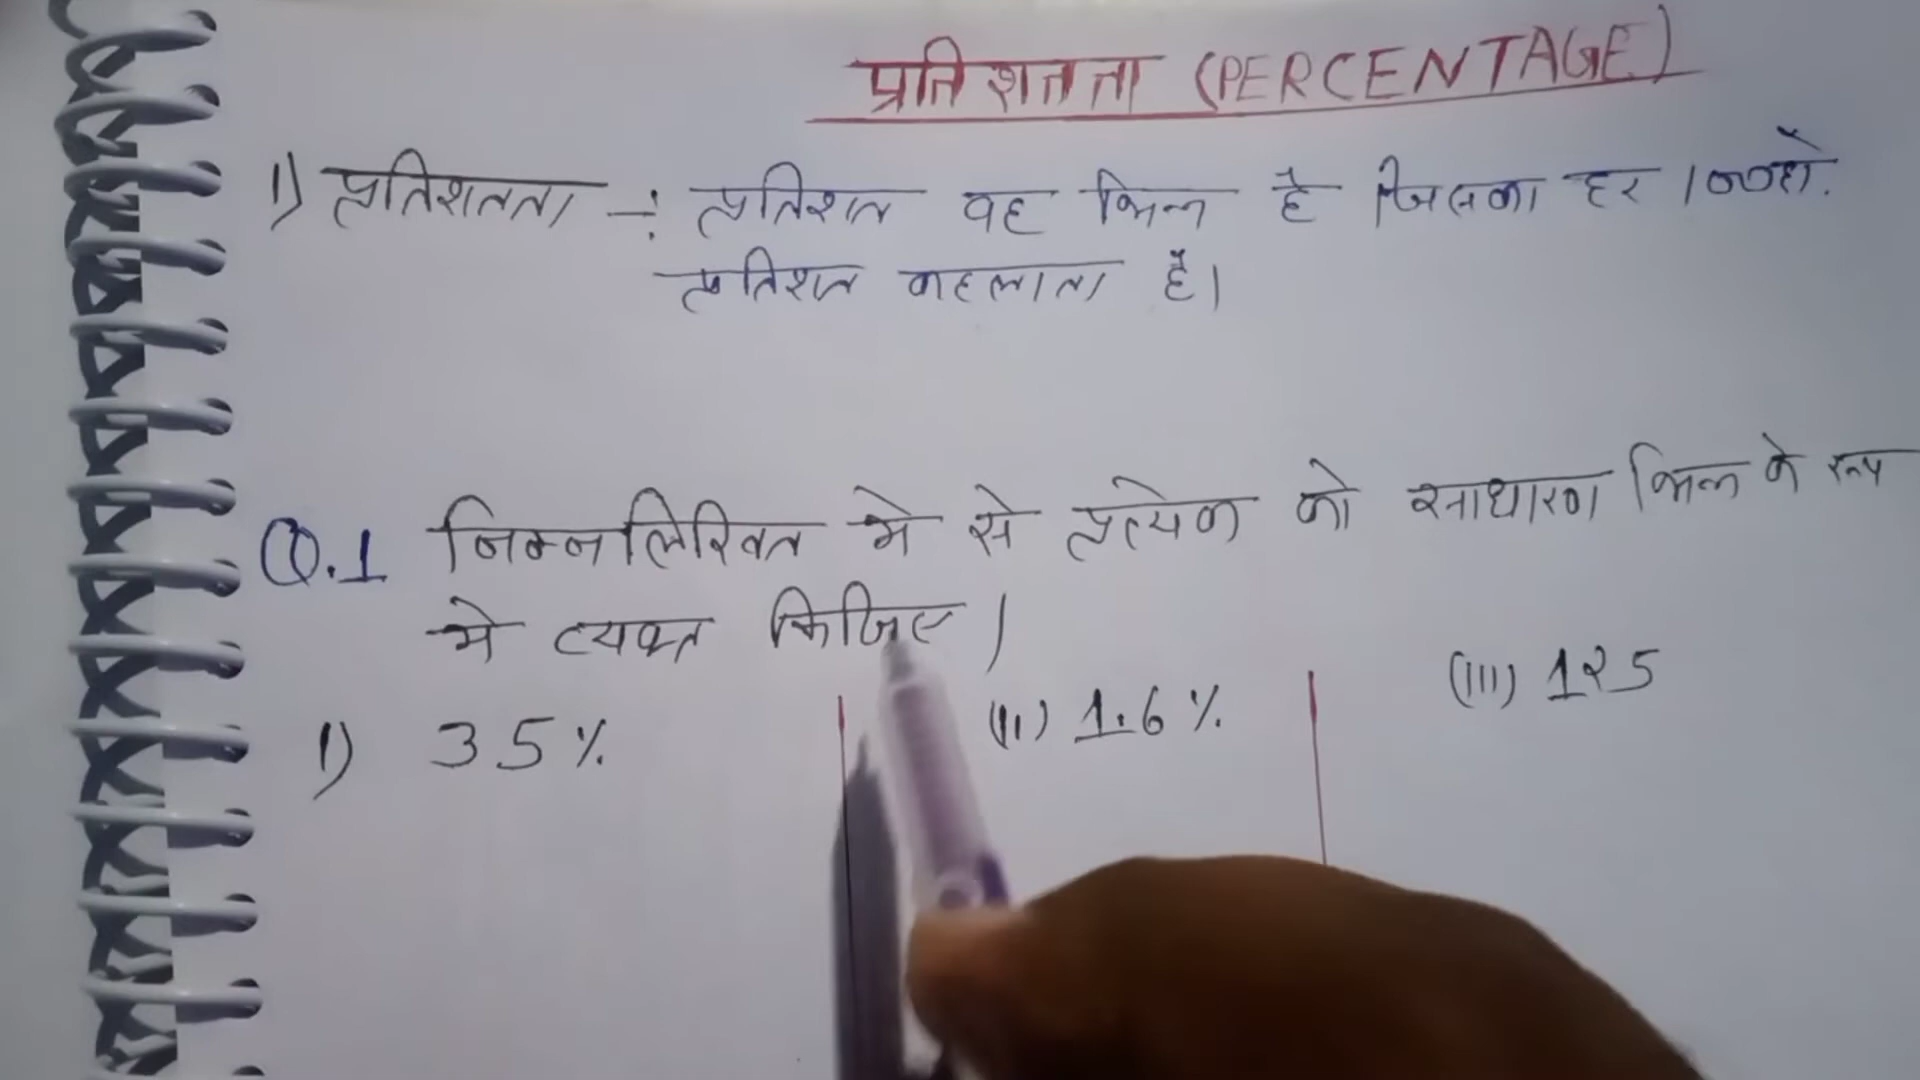 प्रतिशतता (PERCENTAGE)
1) प्रतिशतता -: प्रतिशत वह भिन्न है जिसका हर 100 हो.
प्रतिशत कहलाता है।
Q.1 निम्नलिखित मे से प्रत्येक को साधारण भिन्न के रूप
मे व्यक्त किजिए।
1) 35% (ii) 1.6% (iii) 125